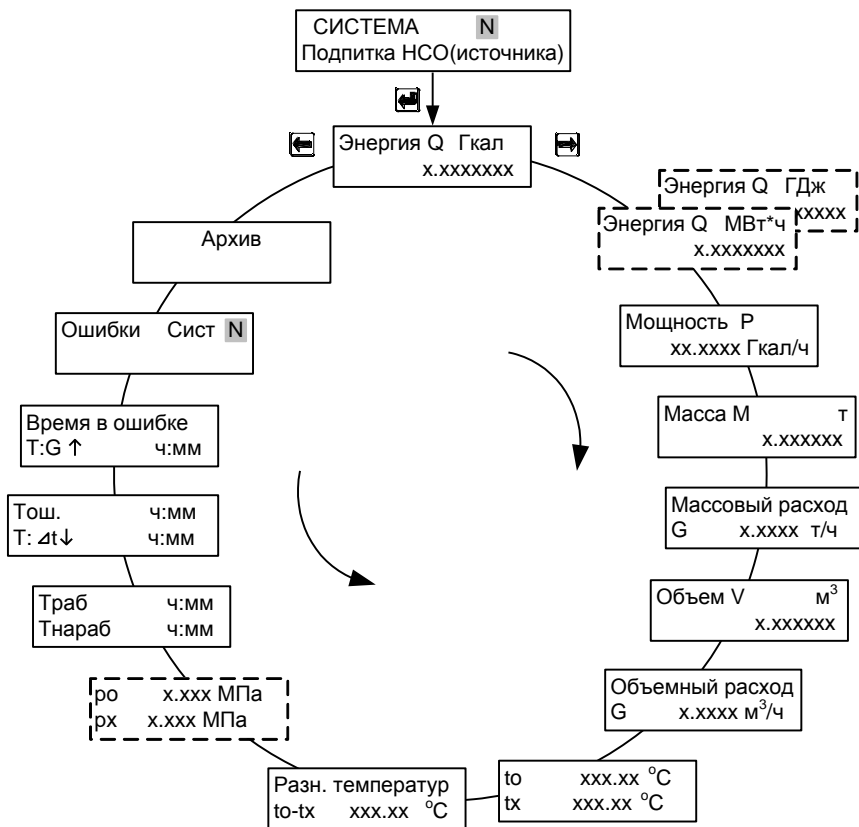 СИСТЕМА N
Подпитка НСО(источника)
Энергия Q Гкал
x.xxxxxxx
Энергия Q ГДж
xxxxx
Энергия Q МВт*ч
x.xxxxxxx
Мощность P
xx.xxxx Гкал/ч
Масса M т
x.xxxxxx
Массовый расход
G x.xxxx т/ч
Объем V м³
x.xxxxxx
Объемный расход
G x.xxxx м³/ч
to xxx.xx °C
tx xxx.xx °C
Разн. температур
to-tx xxx.xx °C
po x.xxx МПа
px x.xxx МПа
Tраб ч:мм
Tнараб ч:мм
Tош. ч:мм
T: ⊿t↓ ч:мм
Время в ошибке
T:G ↑ ч:мм
Ошибки Сист N
Архив